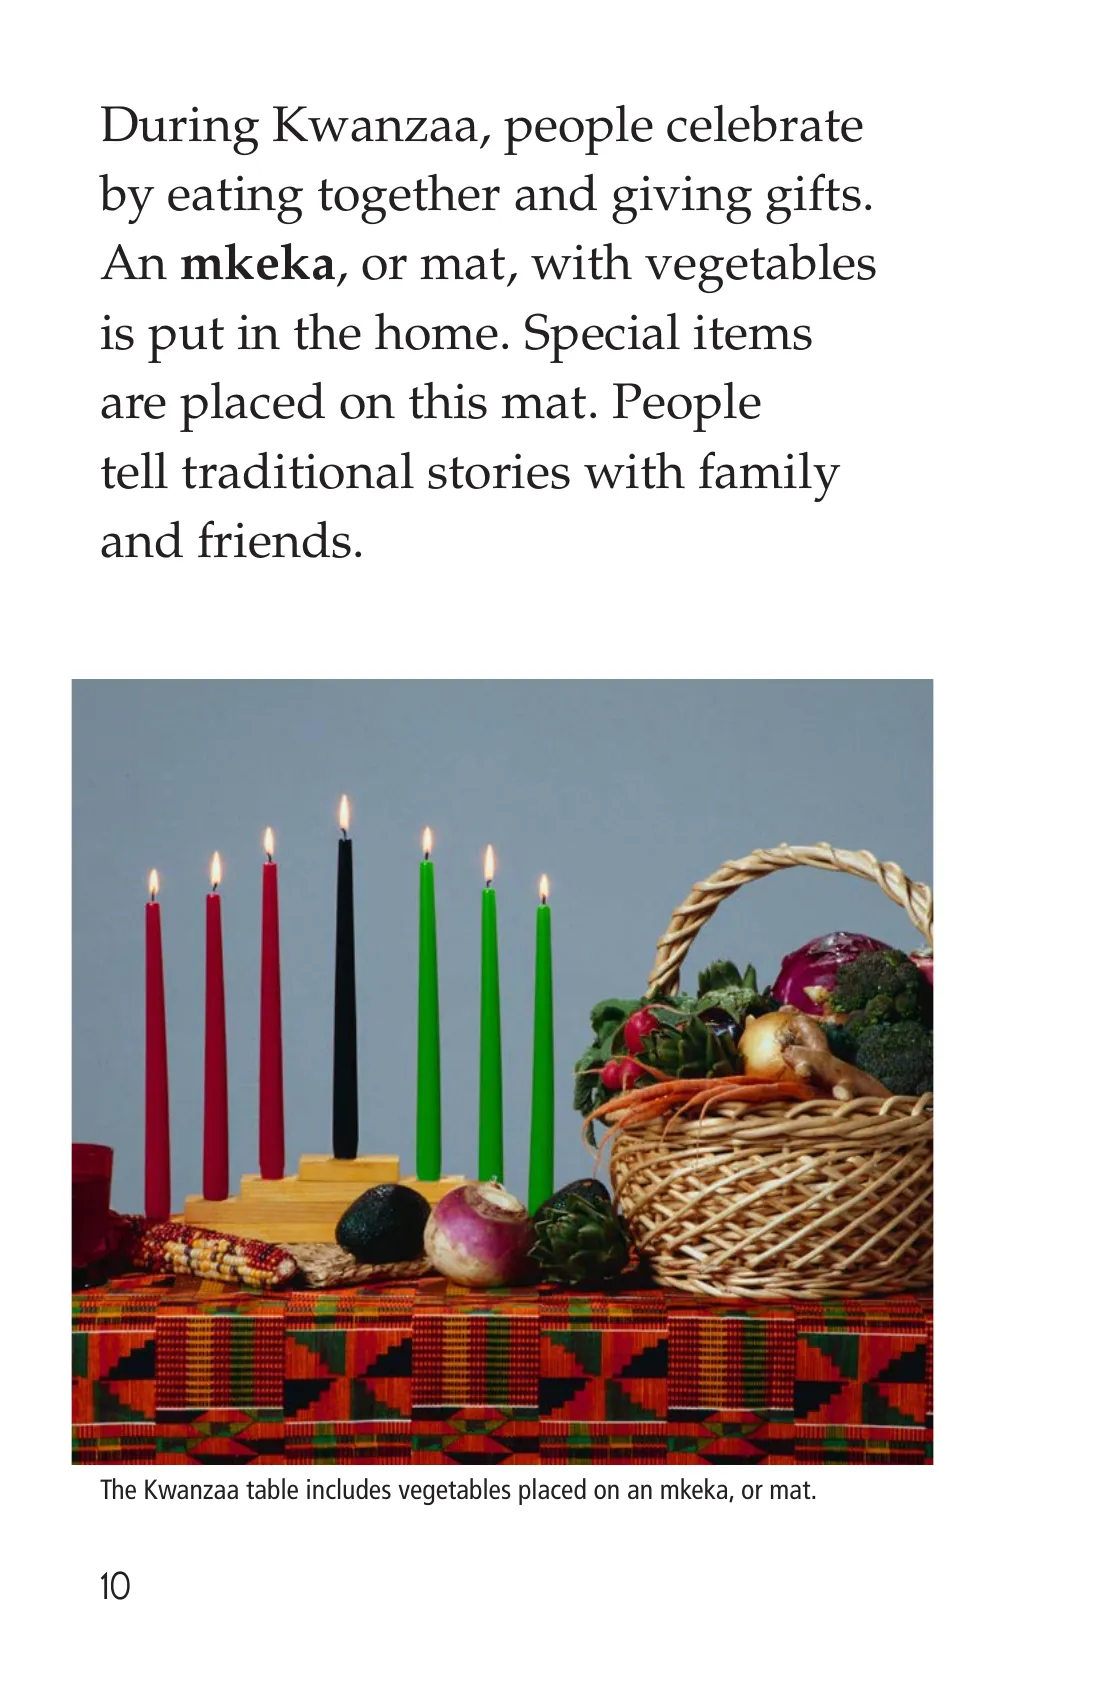 During Kwanzaa, people celebrate
by eating together and giving gifts.
An mkeka, or mat, with vegetables
is put in the home. Special items
are placed on this mat. People
tell traditional stories with family
and friends.
The Kwanzaa table includes vegetables placed on an mkeka, or mat.
10